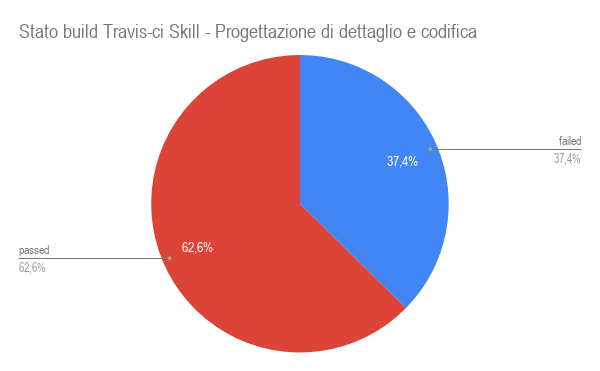 Stato build Travis-ci Skill - Progettazione di dettaglio e codifica
failed
37,4%
37,4%
62,6%
passed
62,6%